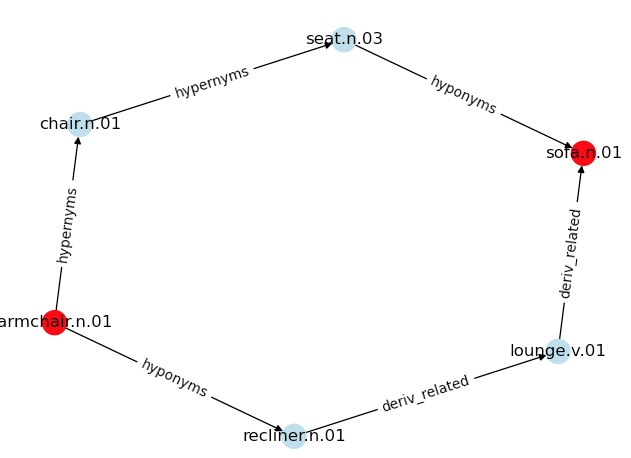 seat.n.03
hypernyms
hyponyms
chair.n.01
sofa.n.01
hypernyms
deriv_related
armchair.n.01
lounge.v.01
hyponyms
deriv_related
recliner.n.01